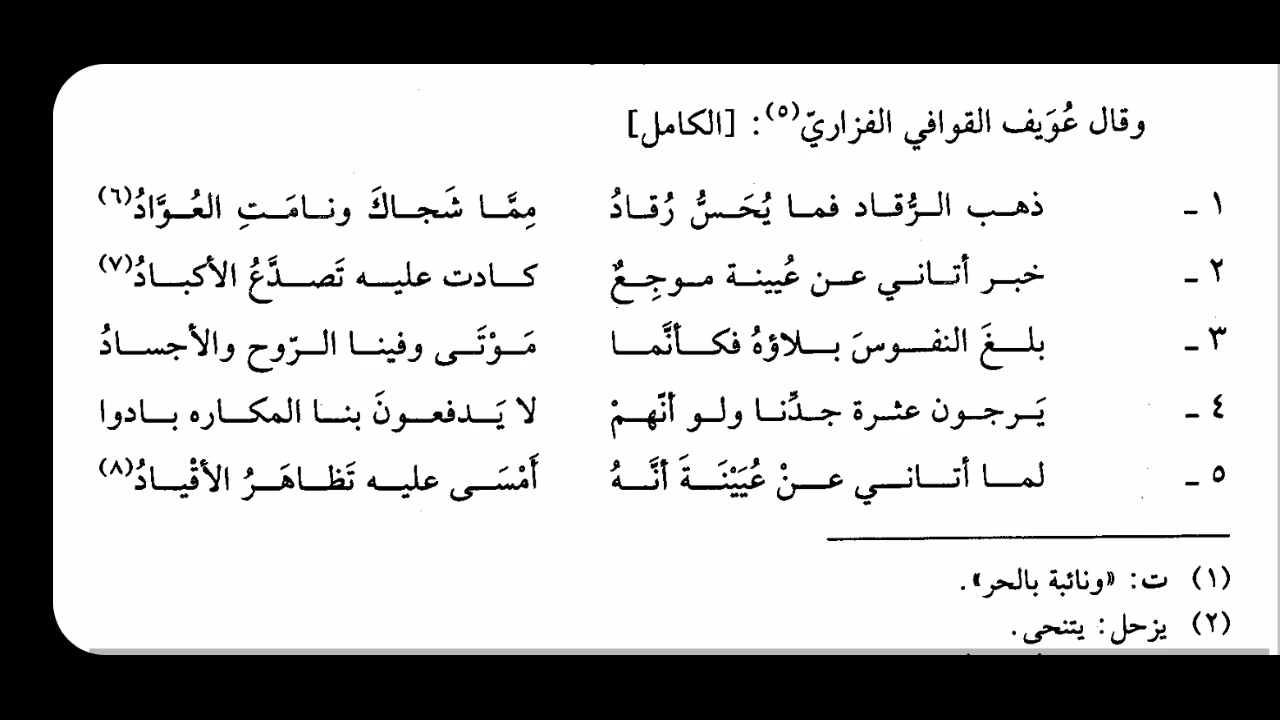 وقال عُوَيف القوافي الفزاريّ(٥): [الكامل]
١ ـ ذهب الرُّقاد فما يُحَسُّ رُقادُ مِمَّا شَجاكَ ونامَتِ العُوَّادُ(٦)
٢ ـ خبر أتاني عن عُيينة موجِعٌ كادت عليه تَصدَّعُ الأكبادُ(٧)
٣ ـ بلغَ النفوسَ بلاؤهُ فكأنَّما مَوْتَى وفينا الرّوح والأجسادُ
٤ ـ يَرجون عثرة جدِّنا ولو أنّهمْ لا يَدفعونَ بنا المكاره بادوا
٥ ـ لما أتاني عنْ عُيَيْنَةَ أنَّهُ أَمْسَى عليه تَظاهَرُ الأقْيادُ(٨)
(١) ت: «ونائبة بالحر».
(٢) يزحل: يتنحى.